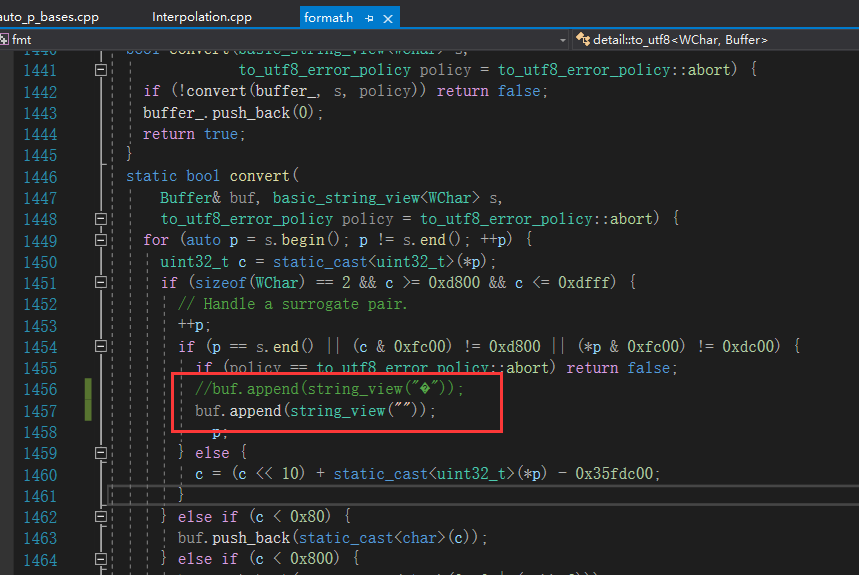 auto_p_bases.cpp Interpolation.cpp format.h
fmt detail::to_utf8<WChar, Buffer>
1441 to_utf8_error_policy policy = to_utf8_error_policy::abort) {
1442 if (!convert(buffer_, s, policy)) return false;
1443 buffer_.push_back(0);
1444 return true;
1445 }
1446 static bool convert(
1447 Buffer& buf, basic_string_view<WChar> s,
1448 to_utf8_error_policy policy = to_utf8_error_policy::abort) {
1449 for (auto p = s.begin(); p != s.end(); ++p) {
1450 uint32_t c = static_cast<uint32_t>(*p);
1451 if (sizeof(WChar) == 2 && c >= 0xd800 && c <= 0xdfff) {
1452 // Handle a surrogate pair.
1453 ++p;
1454 if (p == s.end() || (c & 0xfc00) != 0xd800 || (*p & 0xfc00) != 0xdc00) {
1455 if (policy == to_utf8_error_policy::abort) return false;
1456 //buf.append(string_view("�"));
1457 buf.append(string_view(""));
1458 p;
1459 } else {
1460 c = (c << 10) + static_cast<uint32_t>(*p) - 0x35fdc00;
1461 }
1462 } else if (c < 0x80) {
1463 buf.push_back(static_cast<char>(c));
1464 } else if (c < 0x800) {